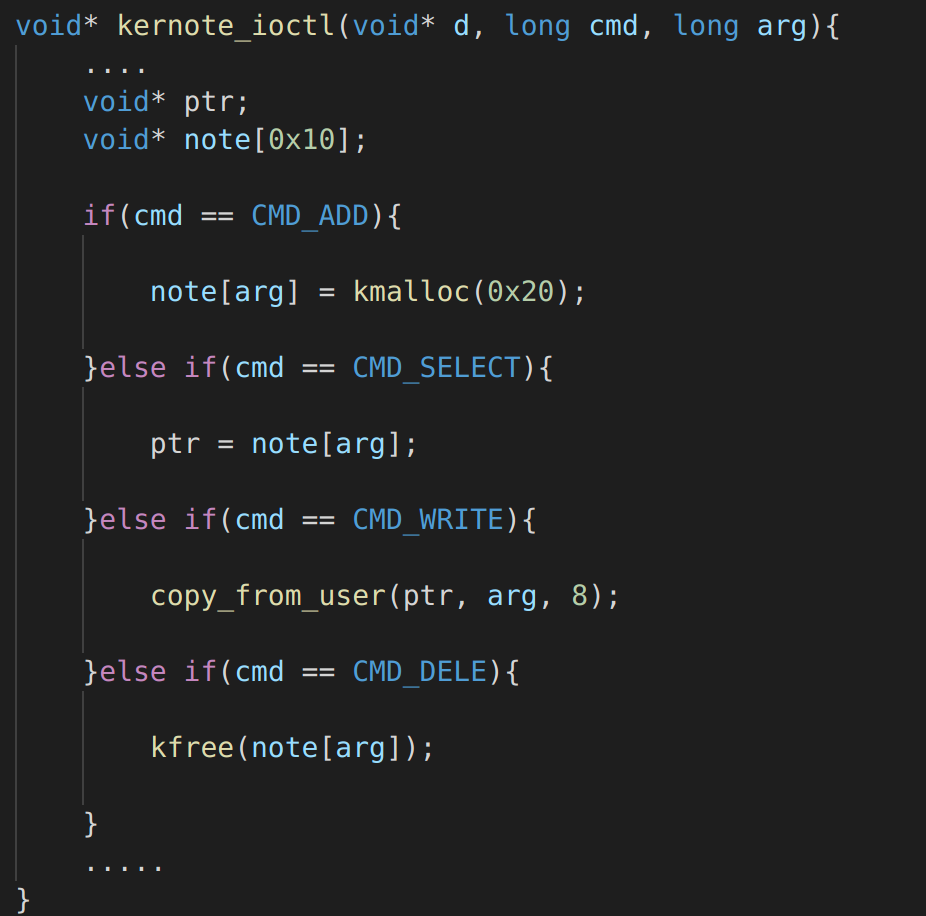 void* kernote_ioctl(void* d, long cmd, long arg){
    ....
    void* ptr;
    void* note[0x10];
    if(cmd == CMD_ADD){
        note[arg] = kmalloc(0x20);
    }else if(cmd == CMD_SELECT){
        ptr = note[arg];
    }else if(cmd == CMD_WRITE){
        copy_from_user(ptr, arg, 8);
    }else if(cmd == CMD_DELE){
        kfree(note[arg]);
    }
    .....
}